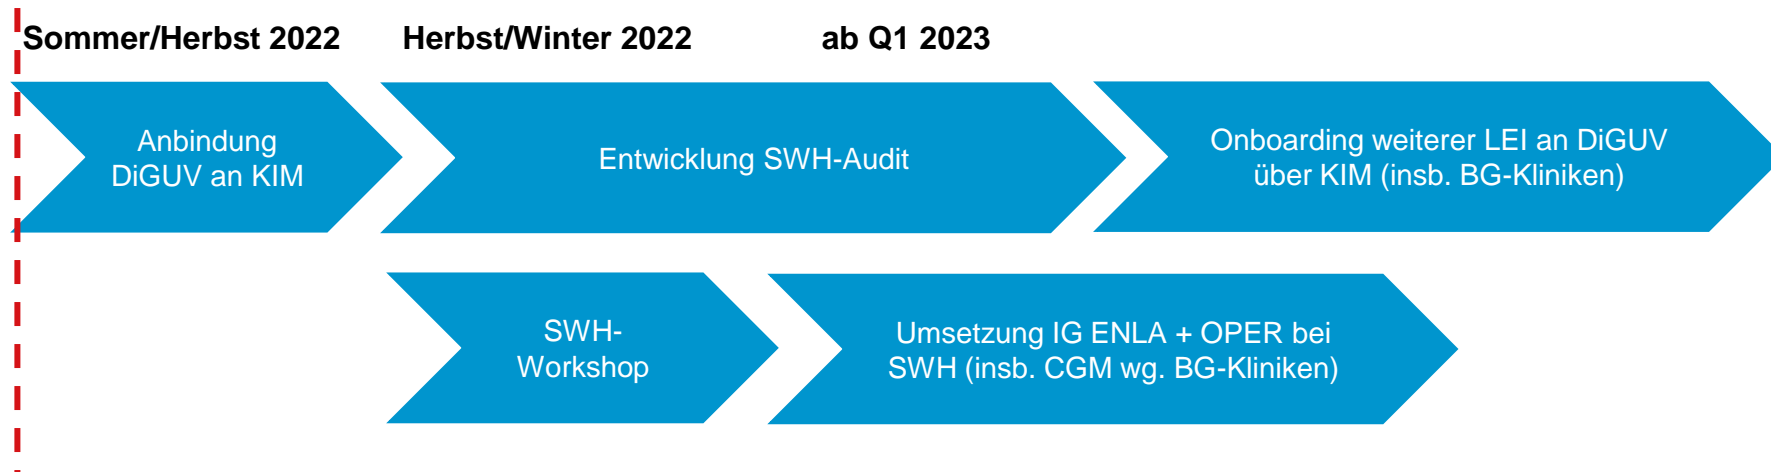 Sommer/Herbst 2022
Herbst/Winter 2022
ab Q1 2023
Anbindung
DiGUV an KIM
Entwicklung SWH-Audit
Onboarding weiterer LEI an DiGUV
über KIM (insb. BG-Kliniken)
SWH-
Workshop
Umsetzung IG ENLA + OPER bei
SWH (insb. CGM wg. BG-Kliniken)